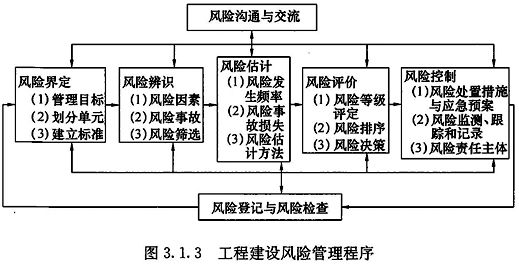 风险沟通与交流
风险界定
(1)管理目标
(2)划分单元
(3)建立标准
风险辨识
(1)风险因素
(2)风险事故
(3)风险筛选
风险估计
(1)风险发
生频率
(2)风险事
故损失
(3)风险估
计方法
风险评价
(1)风险等级
评定
(2)风险排序
(3)风险决策
风险控制
(1)风险处置措施
与应急预案
(2)风险监测、跟
踪和记录
(3)风险责任主体
风险登记与风险检查
图 3.1.3 工程建设风险管理程序